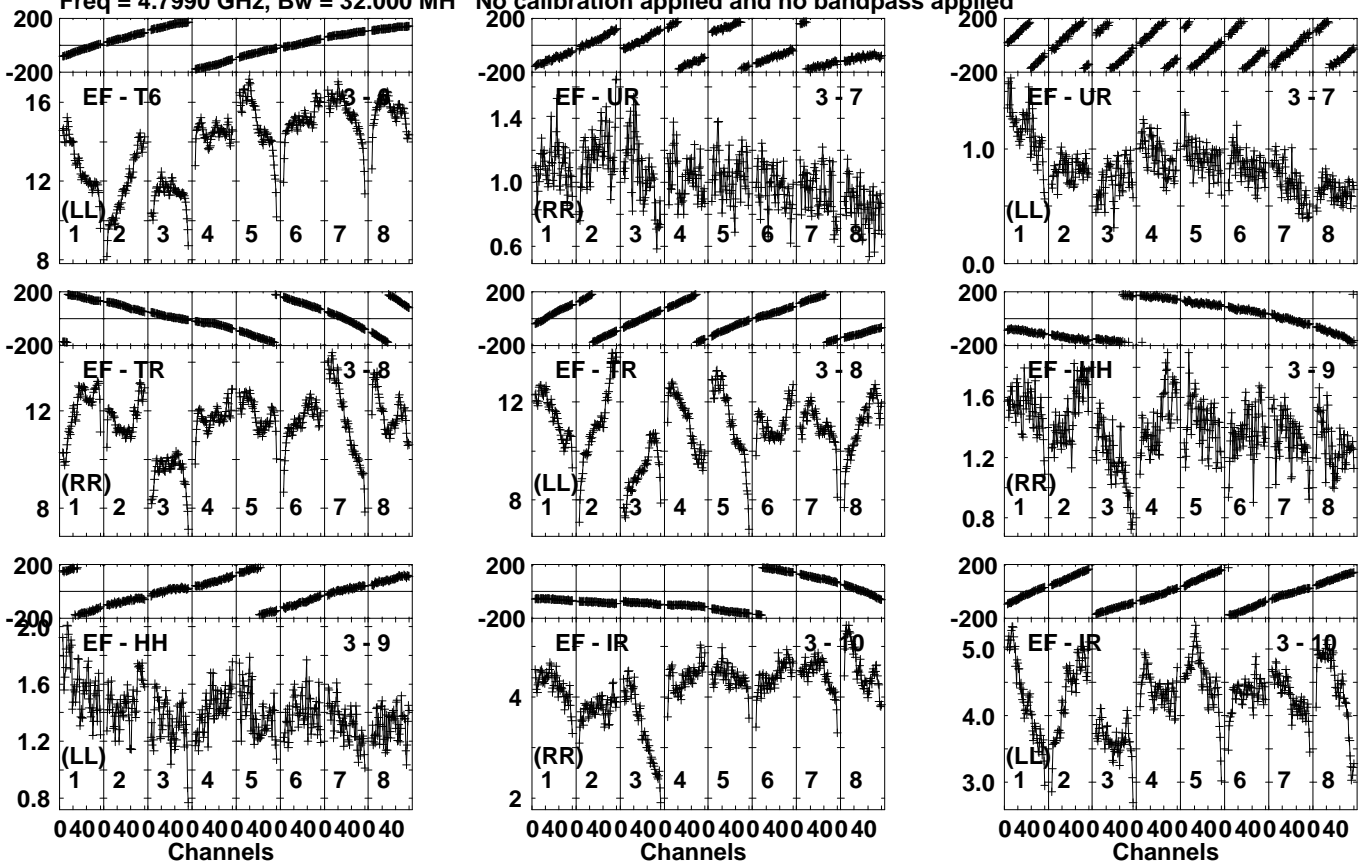 Freq = 4.7990 GHz, Bw = 32.000 MH No calibration applied and no bandpass applied
200
-200
16
12
8
EF - T6
3 - 6
(LL)
1 2 3 4 5 6 7 8
200
-200
1.4
1.0
0.6
EF - UR
3 - 7
(RR)
1 2 3 4 5 6 7 8
200
-200
1.0
0.0
EF - UR
3 - 7
(LL)
1 2 3 4 5 6 7 8
200
-200
12
8
EF - TR
3 - 8
(RR)
1 2 3 4 5 6 7 8
200
-200
12
8
EF - TR
3 - 8
(LL)
1 2 3 4 5 6 7 8
200
-200
1.6
1.2
0.8
EF - HH
3 - 9
(RR)
1 2 3 4 5 6 7 8
200
-200
2.0
1.6
1.2
0.8
EF - HH
3 - 9
(LL)
1 2 3 4 5 6 7 8
0 40 0 40 0 40 0 40 0 40 0 40 0 40 0 40
Channels
200
-200
4
2
EF - IR
3 - 10
(RR)
1 2 3 4 5 6 7 8
0 40 0 40 0 40 0 40 0 40 0 40 0 40 0 40
Channels
200
-200
5.0
4.0
3.0
EF - IR
3 - 10
(LL)
1 2 3 4 5 6 7 8
0 40 0 40 0 40 0 40 0 40 0 40 0 40 0 40
Channels